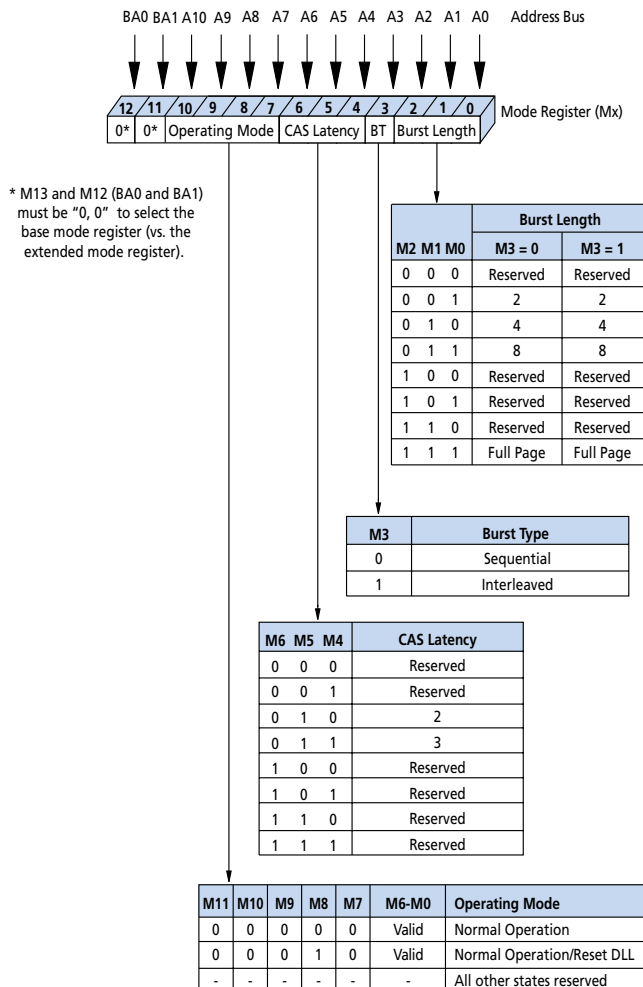 BA0 BA1 A10 A9 A8 A7 A6 A5 A4 A3 A2 A1 A0 Address Bus
12 11 10 9 8 7 6 5 4 3 2 1 0
Mode Register (Mx)
0* 0* Operating Mode CAS Latency BT Burst Length
* M13 and M12 (BA0 and BA1)
must be “0, 0” to select the
base mode register (vs. the
extended mode register).
Burst Length
M2 M1 M0 M3 = 0 M3 = 1
0 0 0 Reserved Reserved
0 0 1 2 2
0 1 0 4 4
0 1 1 8 8
1 0 0 Reserved Reserved
1 0 1 Reserved Reserved
1 1 0 Reserved Reserved
1 1 1 Full Page Full Page
M3 Burst Type
0 Sequential
1 Interleaved
M6 M5 M4 CAS Latency
0 0 0 Reserved
0 0 1 Reserved
0 1 0 2
0 1 1 3
1 0 0 Reserved
1 0 1 Reserved
1 1 0 Reserved
1 1 1 Reserved
M11 M10 M9 M8 M7 M6-M0 Operating Mode
0 0 0 0 0 Valid Normal Operation
0 0 0 1 0 Valid Normal Operation/Reset DLL
- - - - - - All other states reserved